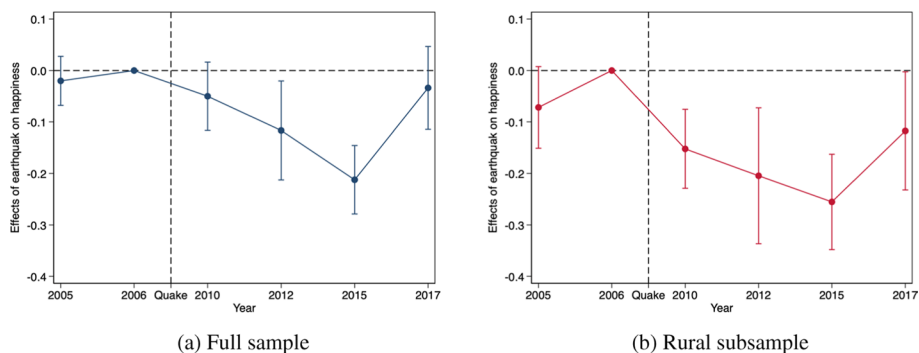 0.1
0.0
-0.1
-0.2
-0.3
-0.4
Effects of earthquak on happiness
2005 2006 Quake 2010 2012 2015 2017
Year
(a) Full sample
0.1
0.0
-0.1
-0.2
-0.3
-0.4
Effects of earthquak on happiness
2005 2006 Quake 2010 2012 2015 2017
Year
(b) Rural subsample